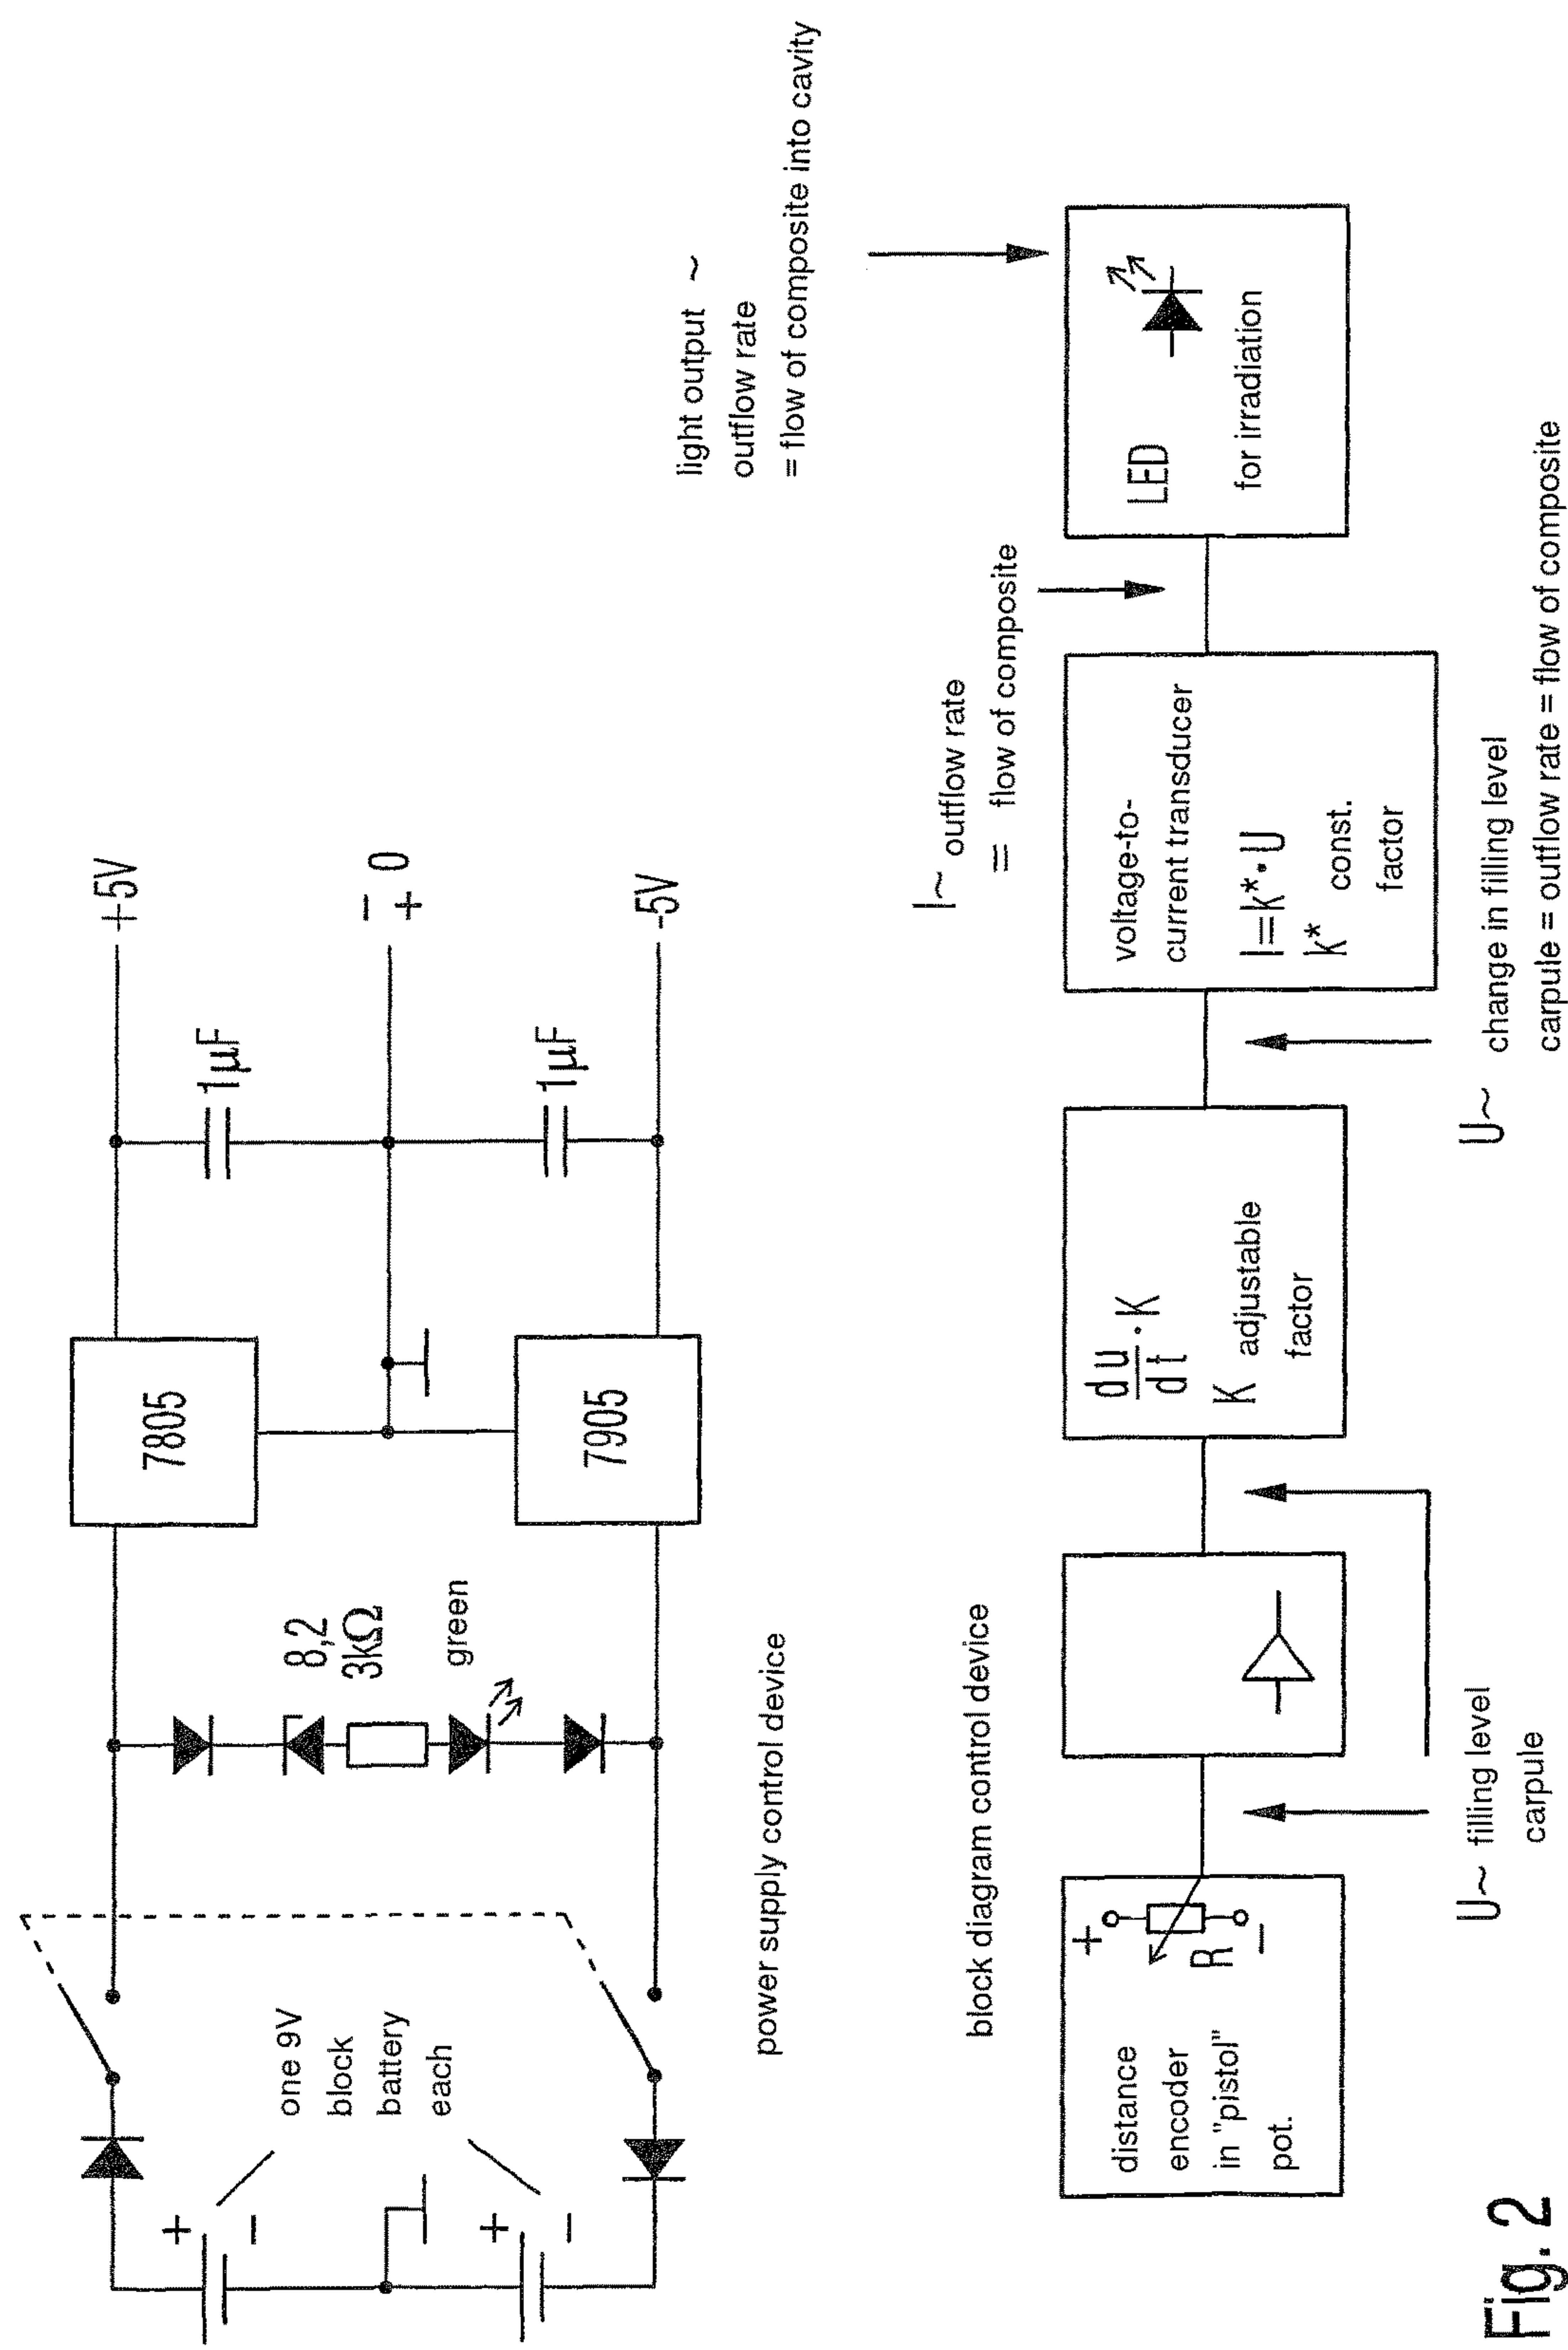 +5V
7805
1µF
one 9V
block
battery
each
+
−
+
−
8,2
3kΩ
green
−
+ 0
1µF
7905
-5V
power supply control device
light output ~
outflow rate
= flow of composite into cavity
block diagram control device
I~ outflow rate
= flow of composite
distance
encoder
in "pistol"
pot.
+
R
−
du
dt
· K
K adjustable
factor
voltage-to-
current transducer
I=k*·U
k* const.
factor
LED
for irradiation
U~ filling level
carpule
U~ change in filling level
carpule = outflow rate = flow of composite
Fig. 2